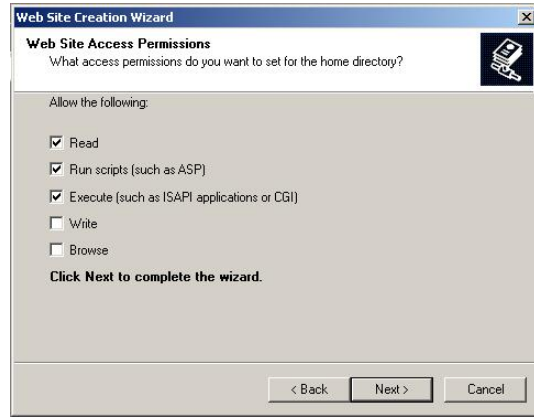 Web Site Creation Wizard
Web Site Access Permissions
What access permissions do you want to set for the home directory?
Allow the following:
Read
Run scripts (such as ASP)
Execute (such as ISAPI applications or CGI)
Write
Browse
Click Next to complete the wizard.
< Back Next > Cancel